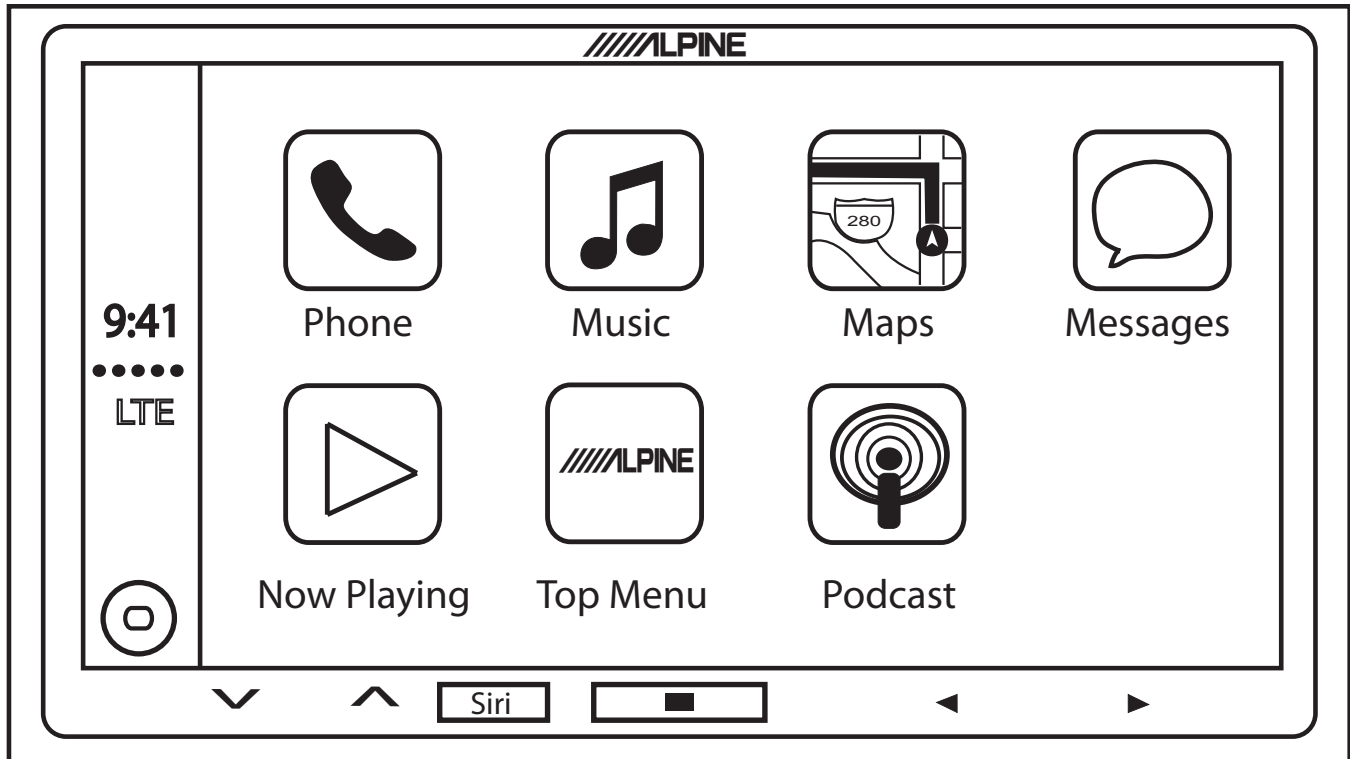 ALPINE
Phone Music Maps Messages
280
9:41
LTE
Now Playing Top Menu Podcast
ALPINE
Siri